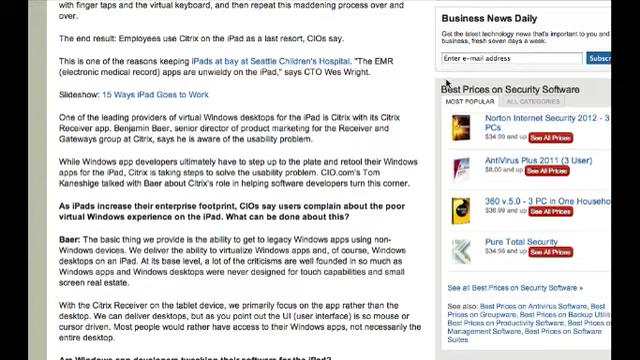 with finger taps and the virtual keyboard, and then repeat this maddening process over and
over.
The end result: Employees use Citrix on the iPad as a last resort, CIOs say.
This is one of the reasons keeping iPads at bay at Seattle Children's Hospital. "The EMR
(electronic medical record) apps are unwieldy on the iPad," says CTO Wes Wright.
Slideshow: 15 Ways iPad Goes to Work
One of the leading providers of virtual Windows desktops for the iPad is Citrix with its Citrix
Receiver app. Benjamin Baer, senior director of product marketing for the Receiver and
Gateways group at Citrix, says he is aware of the usability problem.
While Windows app developers ultimately have to step up to the plate and retool their Windows
apps for the iPad, Citrix is taking steps to solve the usability problem. CIO.com's Tom
Kaneshige talked with Baer about Citrix's role in helping software developers turn this corner.
As iPads increase their enterprise footprint, CIOs say users complain about the poor
virtual Windows experience on the iPad. What can be done about this?
Baer: The basic thing we provide is the ability to get to legacy Windows apps using non-
Windows devices. We deliver the ability to virtualize Windows apps and, of course, Windows
desktops on an iPad. At its base level, a lot of the criticisms are well founded in so much as
Windows apps and Windows desktops were never designed for touch capabilities and small
screen real estate.
With the Citrix Receiver on the tablet device, we primarily focus on the app rather than the
desktop. We can deliver desktops, but as you point out the UI (user interface) is so mouse or
cursor driven. Most people would rather have access to their Windows apps, not necessarily the
entire desktop.
Are Windows app developers tweaking their software for the iPad?
Business News Daily
Get the latest technology news that's important to you and
business, fresh seven days a week.
Enter e-mail address
Subscr
Best Prices on Security Software
MOST POPULAR
ALL CATEGORIES
Norton Internet Security 2012 - 3
PCs
$34.99 and up See All Prices
AntiVirus Plus 2011 (3 User)
$8.00 and up See All Prices
360 v.5.0 - 3 PC in One Househo
$36.99 and up See All Prices
Pure Total Security
$34.98 and up See All Prices
See all Best Prices on Security Software »
See also: Best Prices on Antivirus Software, Best
Prices on Groupware, Best Prices on Backup Utilit
Best Prices on Productivity Software, Best Prices on
Management Software, Best Prices on Software
Suites